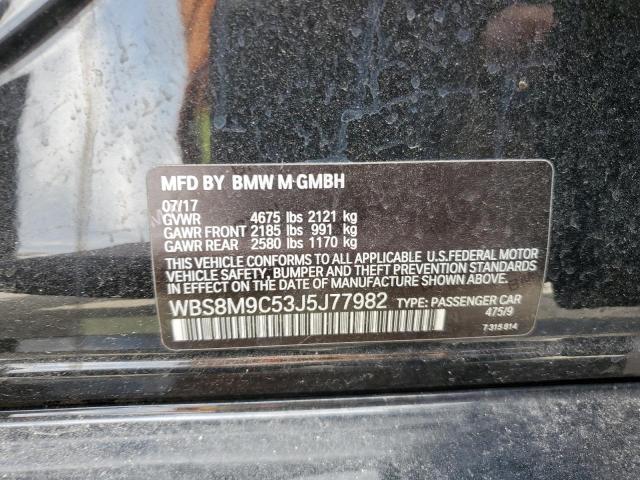 MFD BY BMW M-GMBH
07/17
GVWR 4675 lbs 2121 kg
GAWR FRONT 2185 lbs 991 kg
GAWR REAR 2580 lbs 1170 kg
THIS VEHICLE CONFORMS TO ALL APPLICABLE U.S.FEDERAL MOTOR
VEHICLE SAFETY, BUMPER AND THEFT PREVENTION STANDARDS
IN EFFECT ON THE DATE OF MANUFACTURE SHOWN ABOVE.
WBS8M9C53J5J77982 TYPE: PASSENGER CAR
475/9
7 315 814